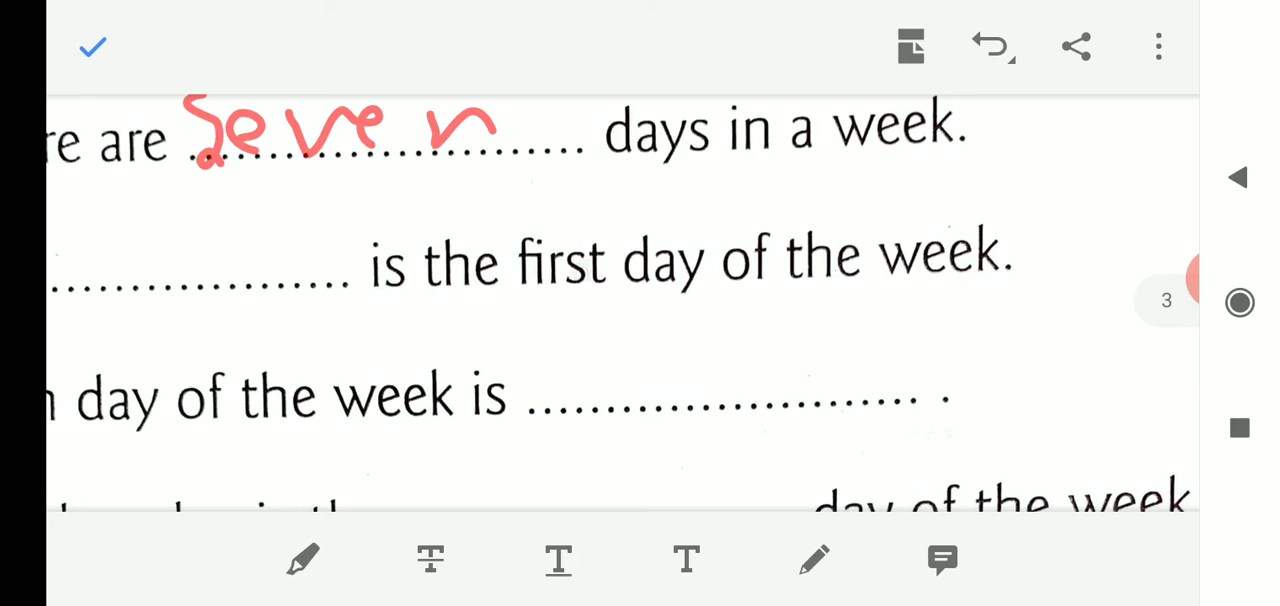 re are seven days in a week.
.................... is the first day of the week.
3
day of the week is .......................... .
day of the week